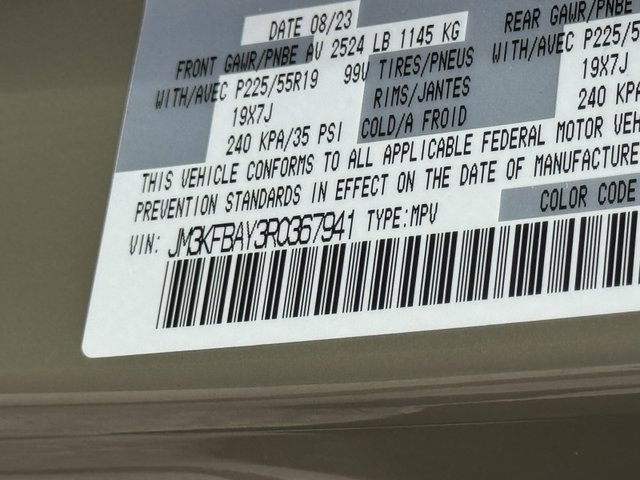 DATE 08/23
FRONT GAWR/PNBE AV 2524 LB 1145 KG REAR GAWR/PNBE
WITH/AVEC P225/55R19 99V TIRES/PNEUS WITH/AVEC P225/5
19X7J RIMS/JANTES 19X7J
240 KPA/35 PSI COLD/A FROID 240 KPA
THIS VEHICLE CONFORMS TO ALL APPLICABLE FEDERAL MOTOR VEH
PREVENTION STANDARDS IN EFFECT ON THE DATE OF MANUFACTURE
COLOR CODE
VIN: JM3KFBAY3R0367941 TYPE:MPV